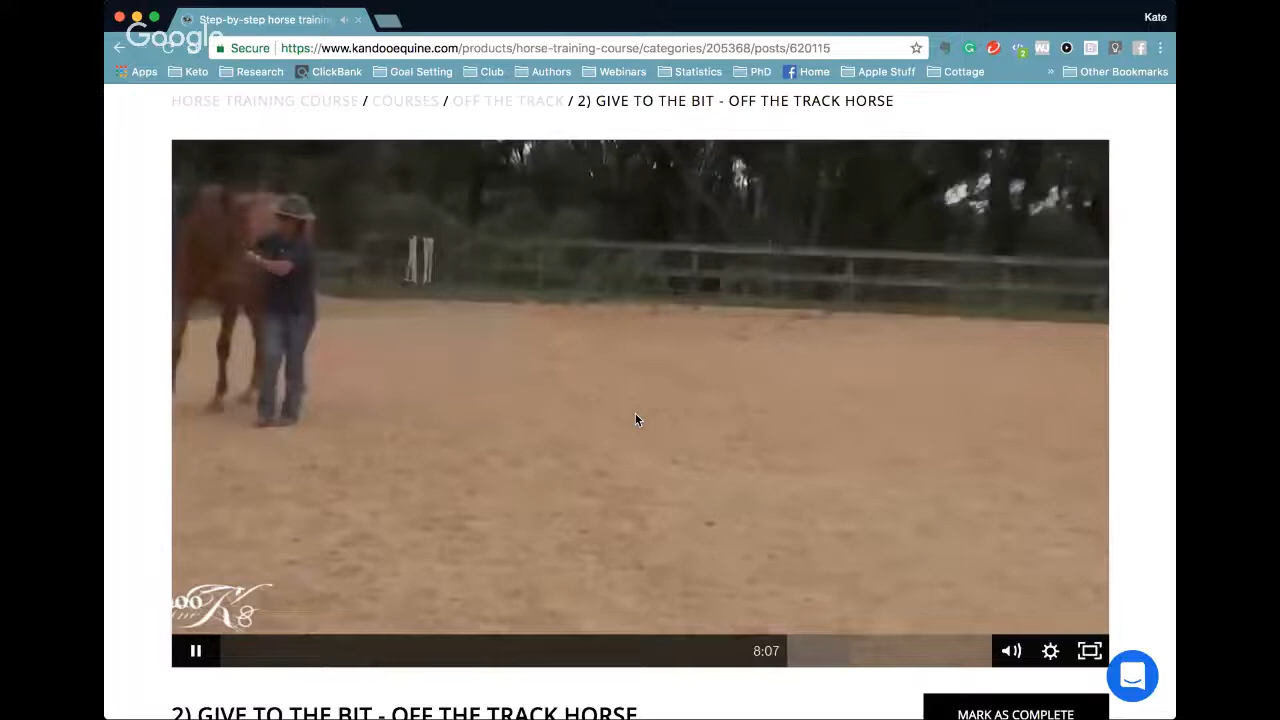 Step-by-step horse trainin
Kate
Google
Secure https://www.kandooequine.com/products/horse-training-course/categories/205368/posts/620115
Apps Keto Research ClickBank Goal Setting Club Authors Webinars Statistics PhD Home Apple Stuff Cottage » Other Bookmarks
HORSE TRAINING COURSE / COURSES / OFF THE TRACK / 2) GIVE TO THE BIT - OFF THE TRACK HORSE
8:07
2) GIVE TO THE BIT - OFF THE TRACK HORSE
MARK AS COMPLETE